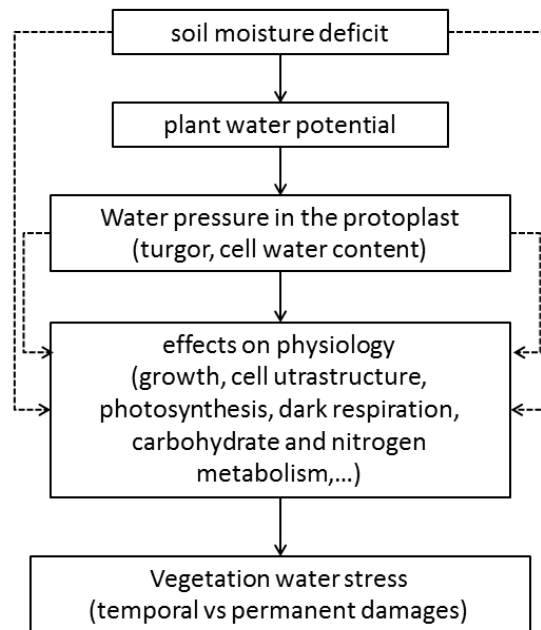 soil moisture deficit
plant water potential
Water pressure in the protoplast
(turgor, cell water content)
effects on physiology
(growth, cell utrastructure,
photosynthesis, dark respiration,
carbohydrate and nitrogen
metabolism,...)
Vegetation water stress
(temporal vs permanent damages)